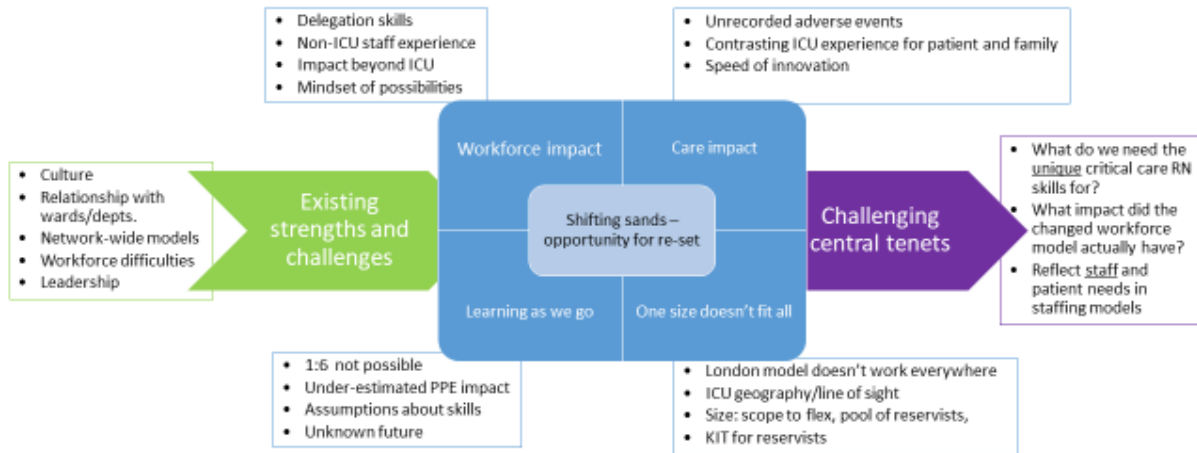 • Delegation skills
• Non-ICU staff experience
• Impact beyond ICU
• Mindset of possibilities
• Unrecorded adverse events
• Contrasting ICU experience for patient and family
• Speed of innovation
• Culture
• Relationship with
wards/depts.
• Network-wide models
• Workforce difficulties
• Leadership
Existing
strengths and
challenges
Workforce impact
Care impact
Shifting sands –
opportunity for re-set
Learning as we go
One size doesn't fit all
Challenging
central tenets
• What do we need the
unique critical care RN
skills for?
• What impact did the
changed workforce
model actually have?
• Reflect staff and
patient needs in
staffing models
• 1:6 not possible
• Under-estimated PPE impact
• Assumptions about skills
• Unknown future
• London model doesn't work everywhere
• ICU geography/line of sight
• Size: scope to flex, pool of reservists,
• KIT for reservists